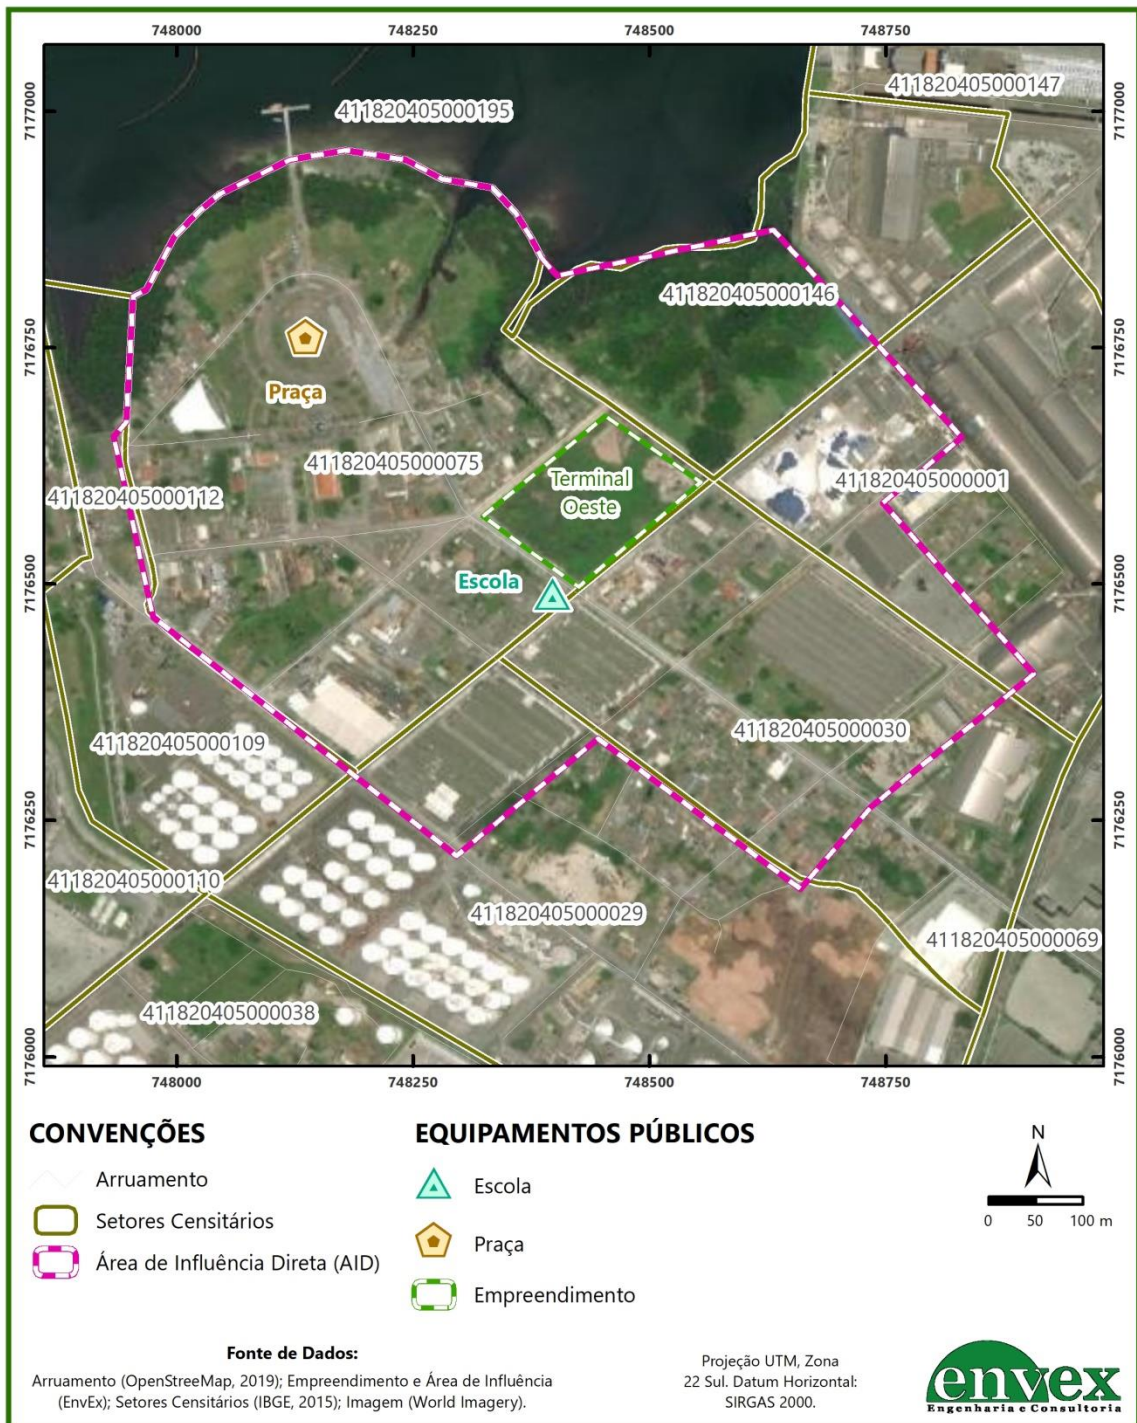 748000
748250
748500
748750
7177000
7177000
411820405000195
411820405000147
411820405000146
7176750
7176750
Praça
411820405000075
Terminal
Oeste
411820405000112
411820405000001
7176500
7176500
Escola
411820405000109
411820405000030
7176250
7176250
411820405000110
411820405000029
411820405000069
411820405000038
7176000
7176000
748000
748250
748500
748750
CONVENÇÕES
Arruamento
Setores Censitários
Área de Influência Direta (AID)
EQUIPAMENTOS PÚBLICOS
Escola
Praça
Empreendimento
N
0 50 100 m
Fonte de Dados:
Arruamento (OpenStreeMap, 2019); Empreendimento e Área de Influência
(EnvEx); Setores Censitários (IBGE, 2015); Imagem (World Imagery).
Projeção UTM, Zona
22 Sul. Datum Horizontal:
SIRGAS 2000.
envex
Engenharia e Consultoria